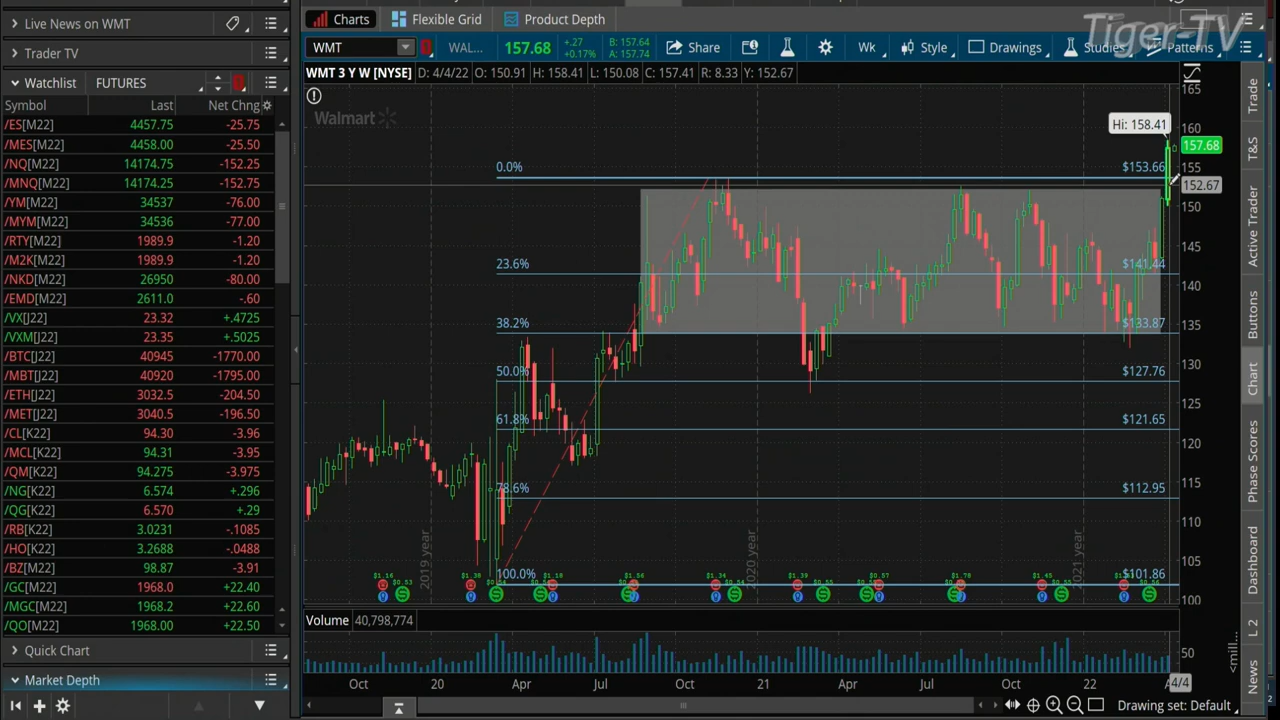 Live News on WMT
Trader TV
Watchlist FUTURES
Symbol Last Net Chng
/ES[M22] 4457.75 -25.75
/MES[M22] 4458.00 -25.50
/NQ[M22] 14174.75 -152.25
/MNQ[M22] 14174.25 -152.75
/YM[M22] 34537 -76.00
/MYM[M22] 34536 -77.00
/RTY[M22] 1989.9 -1.20
/M2K[M22] 1989.9 -1.20
/NKD[M22] 26950 -80.00
/EMD[M22] 2611.0 -.60
/VX[J22] 23.32 +.4725
/VXM[J22] 23.35 +.5025
/BTC[J22] 40945 -1770.00
/MBT[J22] 40920 -1795.00
/ETH[J22] 3032.5 -204.50
/MET[J22] 3040.5 -196.50
/CL[K22] 94.30 -3.96
/MCL[K22] 94.31 -3.95
/QM[K22] 94.275 -3.975
/NG[K22] 6.574 +.296
/QG[K22] 6.570 +.29
/RB[K22] 3.0231 -.1085
/HO[K22] 3.2688 -.0488
/BZ[K22] 98.87 -3.91
/GC[M22] 1968.0 +22.40
/MGC[M22] 1968.2 +22.60
/QO[M22] 1968.00 +22.50
Quick Chart
Market Depth
Charts Flexible Grid Product Depth
Tiger-TV
WMT WAL... 157.68 +.27 +0.17% B: 157.64 A: 157.74 Share Wk Style Drawings Studies Patterns
WMT 3 Y W [NYSE] D: 4/4/22 O: 150.91 H: 158.41 L: 150.08 C: 157.41 R: 8.33 Y: 152.67
Walmart
Hi: 158.41
165
160
157.68
155
152.67
150
145
140
135
130
125
120
115
110
105
100
0.0% $153.66
23.6% $141.44
38.2% $133.87
50.0% $127.76
61.8% $121.65
78.6% $112.95
100.0% $101.86
2019 year
2020 year
2021 year
Volume 40,798,774
50
<mill...
Oct 20 Apr Jul Oct 21 Apr Jul Oct 22 4/4
Drawing set: Default
Trade
T&S
Active Trader
Buttons
Chart
Phase Scores
Dashboard
L 2
News